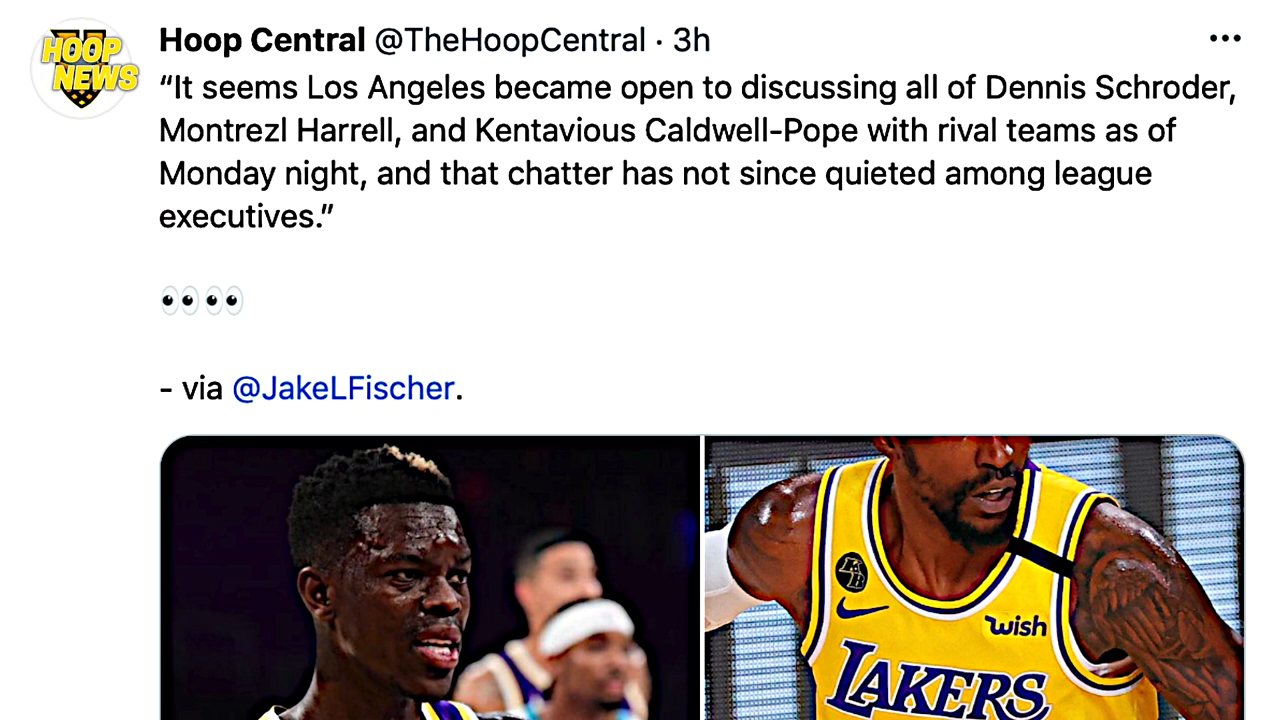 HOOP
NEWS
Hoop Central @TheHoopCentral · 3h
“It seems Los Angeles became open to discussing all of Dennis Schroder,
Montrezl Harrell, and Kentavious Caldwell-Pope with rival teams as of
Monday night, and that chatter has not since quieted among league
executives.”
👀👀
- via @JakeLFischer.
KB
wish
LAKERS